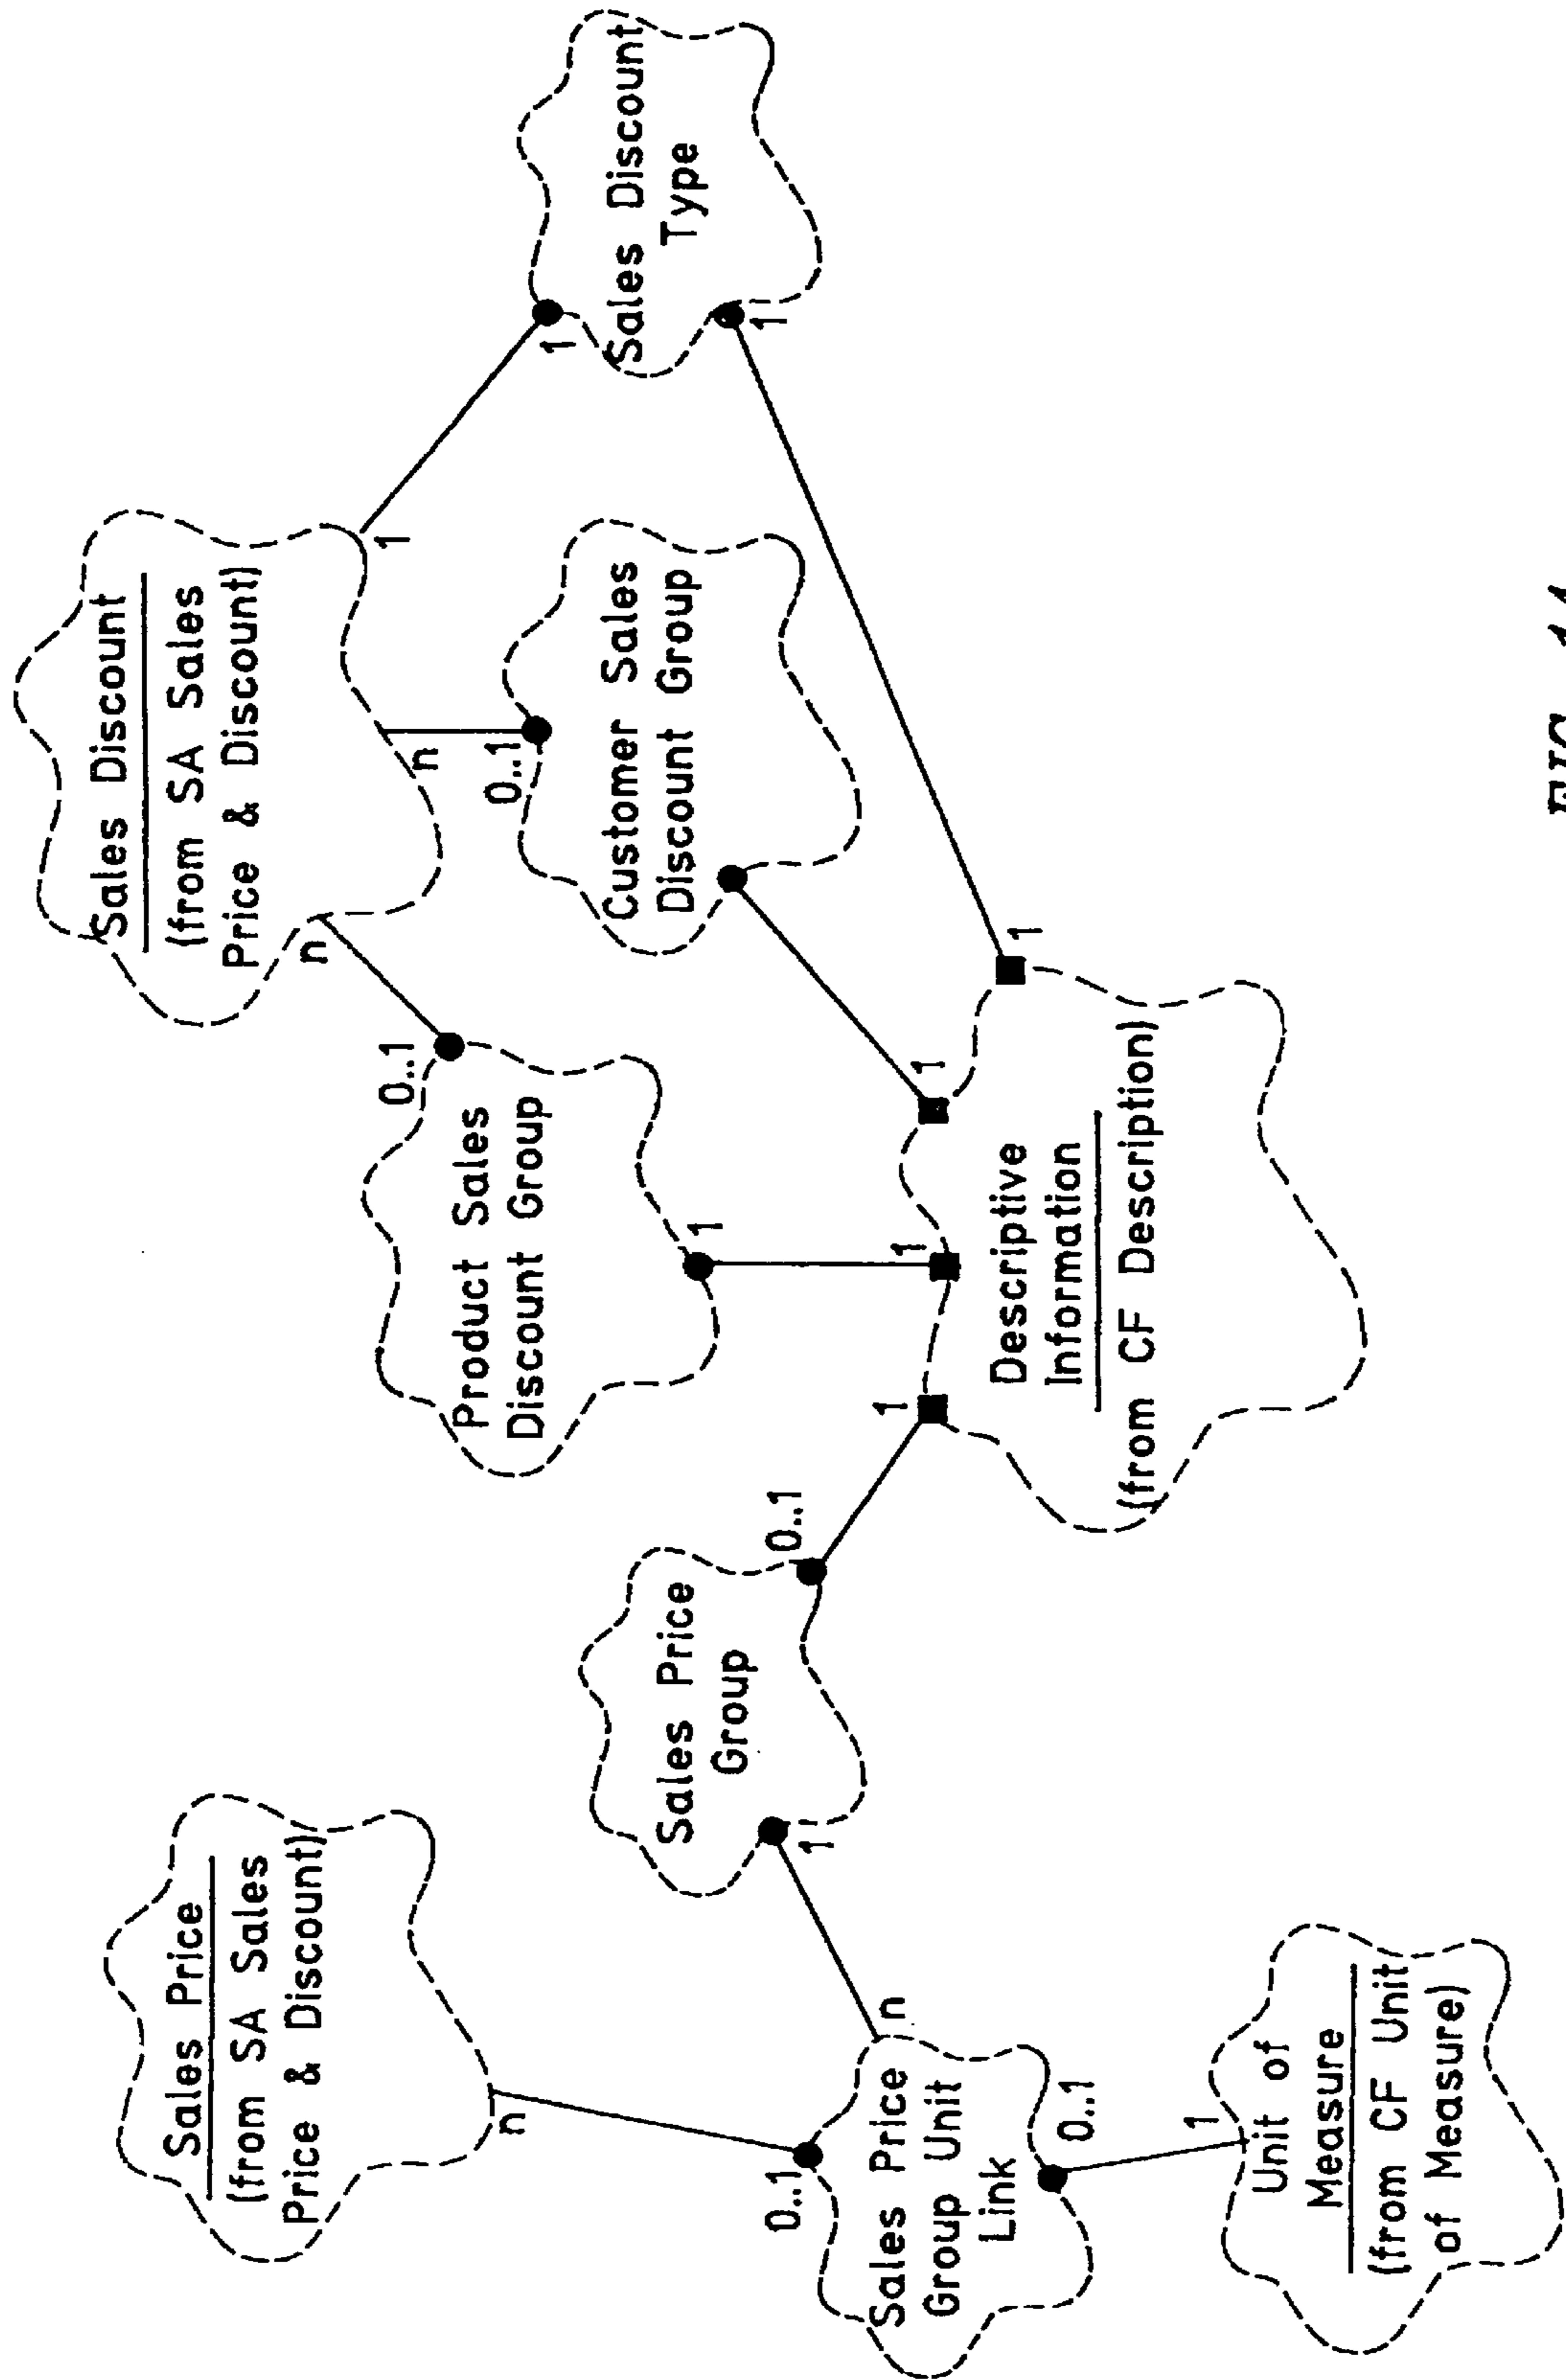 Sales Price
(from SA Sales
Price & Discount)
n
0..1
Sales Price
Group Unit
Link
n
0..1
1
Unit of
Measure
(from CF Unit
of Measure)
1
Sales Price
Group
0..1
1
Descriptive
Information
(from CF Description)
1
1
1
1
Product Sales
Discount Group
0..1
n
Sales Discount
(from SA Sales
Price & Discount)
n
0..1
Customer Sales
Discount Group
1
1
Sales Discount
Type
1